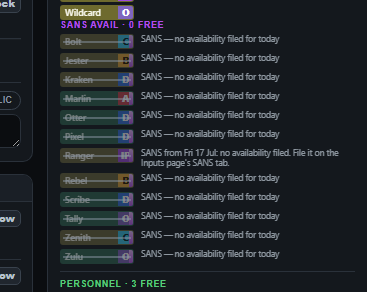 ock
Wildcard O
SANS AVAIL · 0 FREE
Bolt C SANS — no availability filed for today
Jester B SANS — no availability filed for today
Kraken D SANS — no availability filed for today
Marlin A SANS — no availability filed for today
LIC
Otter D SANS — no availability filed for today
Pixel D SANS — no availability filed for today
Ranger SANS from Fri 17 Jul: no availability filed. File it on the
Inputs page's SANS tab.
Rebel B SANS — no availability filed for today
Scribe D SANS — no availability filed for today
ow
Tally O SANS — no availability filed for today
Zenith C SANS — no availability filed for today
Zulu O SANS — no availability filed for today
ow
PERSONNEL · 3 FREE